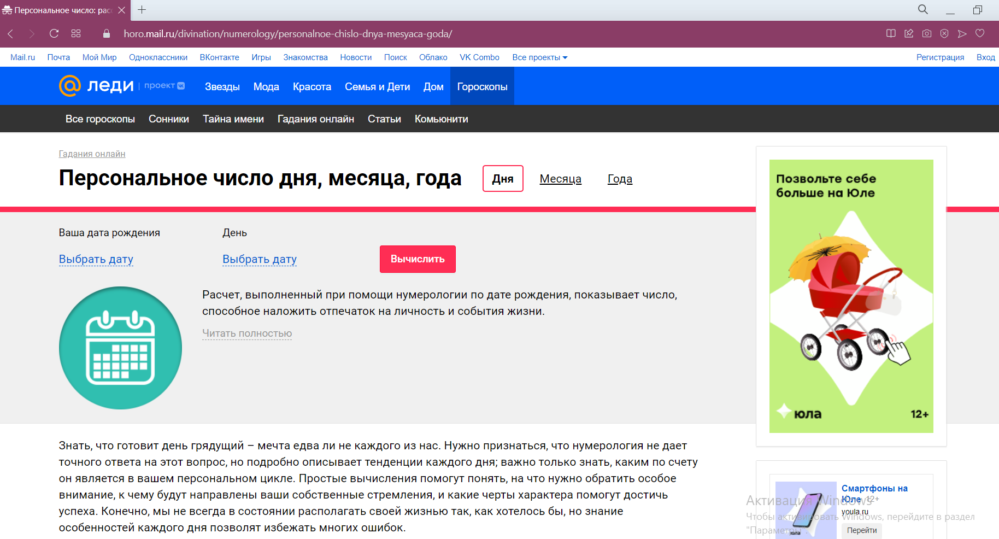 Персональное число: рас
horo.mail.ru/divination/numerology/personalnoe-chislo-dnya-mesyaca-goda/
Mail.ru Почта Мой Мир Одноклассники ВКонтакте Игры Знакомства Новости Поиск Облако VK Combo Все проекты Регистрация Вход
леди проект Звезды Мода Красота Семья и Дети Дом Гороскопы
Все гороскопы Сонники Тайна имени Гадания онлайн Статьи Комьюнити
Гадания онлайн
Персональное число дня, месяца, года Дня Месяца Года
Ваша дата рождения День
Выбрать дату Выбрать дату Вычислить
Расчет, выполненный при помощи нумерологии по дате рождения, показывает число,
способное наложить отпечаток на личность и события жизни.
Читать полностью
Знать, что готовит день грядущий – мечта едва ли не каждого из нас. Нужно признаться, что нумерология не дает
точного ответа на этот вопрос, но подробно описывает тенденции каждого дня; важно только знать, каким по счету
он является в вашем персональном цикле. Простые вычисления помогут понять, на что нужно обратить особое
внимание, к чему будут направлены ваши собственные стремления, и какие черты характера помогут достичь
успеха. Конечно, мы не всегда в состоянии располагать своей жизнью так, как хотелось бы, но знание
особенностей каждого дня позволят избежать многих ошибок.
Позвольте себе
больше на Юле
юла 12+
Смартфоны на
Юле 12+
youla.ru
Перейти
юла
Активация Windows
Чтобы активировать Windows, перейдите в раздел
"Параметры".